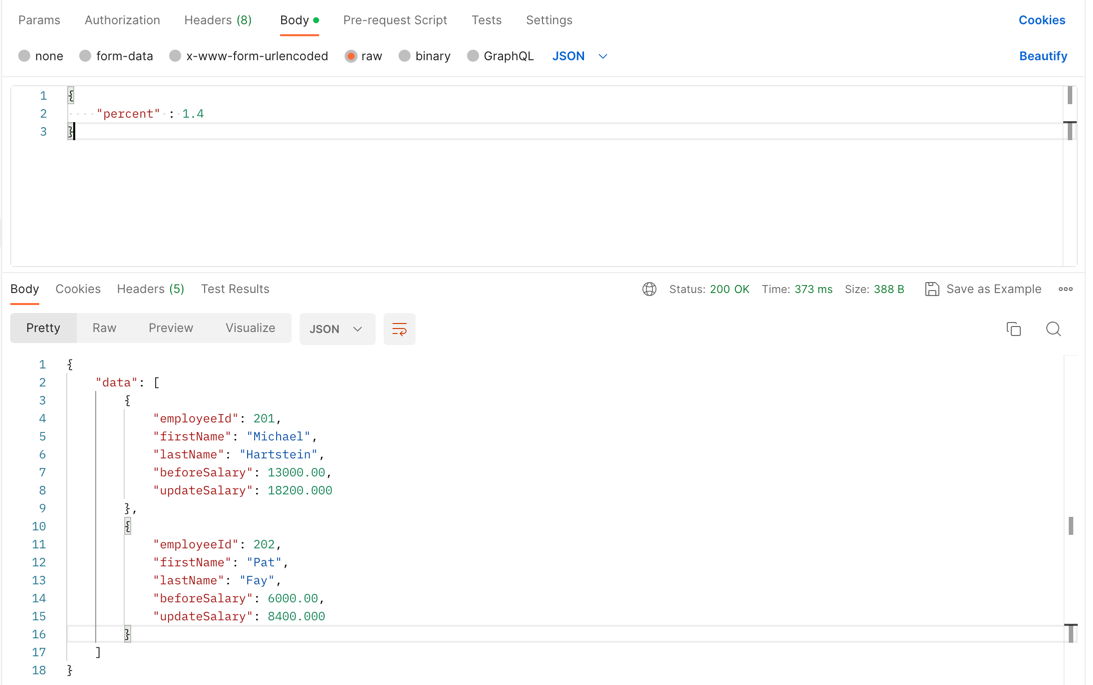 Params Authorization Headers (8) Body Pre-request Script Tests Settings Cookies
none form-data x-www-form-urlencoded raw binary GraphQL JSON Beautify
1 {
2 ····"percent"·:·1.4
3 }
Body Cookies Headers (5) Test Results Status: 200 OK Time: 373 ms Size: 388 B Save as Example
Pretty Raw Preview Visualize JSON
1 {
2 "data": [
3 {
4 "employeeId": 201,
5 "firstName": "Michael",
6 "lastName": "Hartstein",
7 "beforeSalary": 13000.00,
8 "updateSalary": 18200.000
9 },
10 {
11 "employeeId": 202,
12 "firstName": "Pat",
13 "lastName": "Fay",
14 "beforeSalary": 6000.00,
15 "updateSalary": 8400.000
16 }
17 ]
18 }